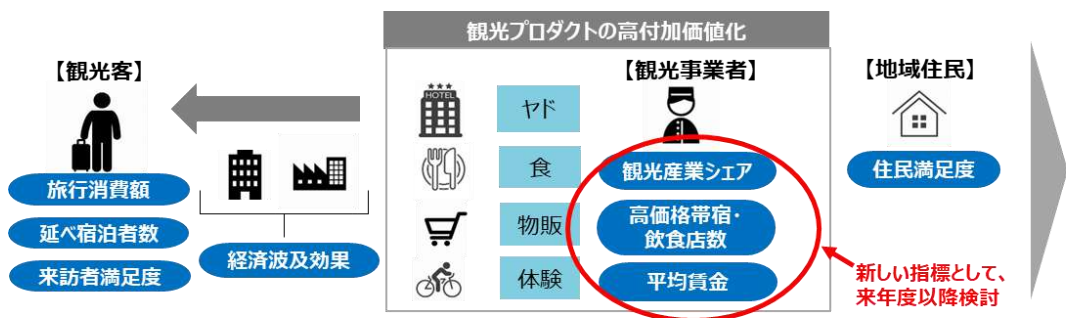 観光プロダクトの高付加価値化
【観光客】
旅行消費額
延べ宿泊者数
来訪者満足度
経済波及効果
HOTEL
ヤド
食
物販
体験
【観光事業者】
観光産業シェア
高価格帯宿・
飲食店数
平均賃金
【地域住民】
住民満足度
新しい指標として、
来年度以降検討